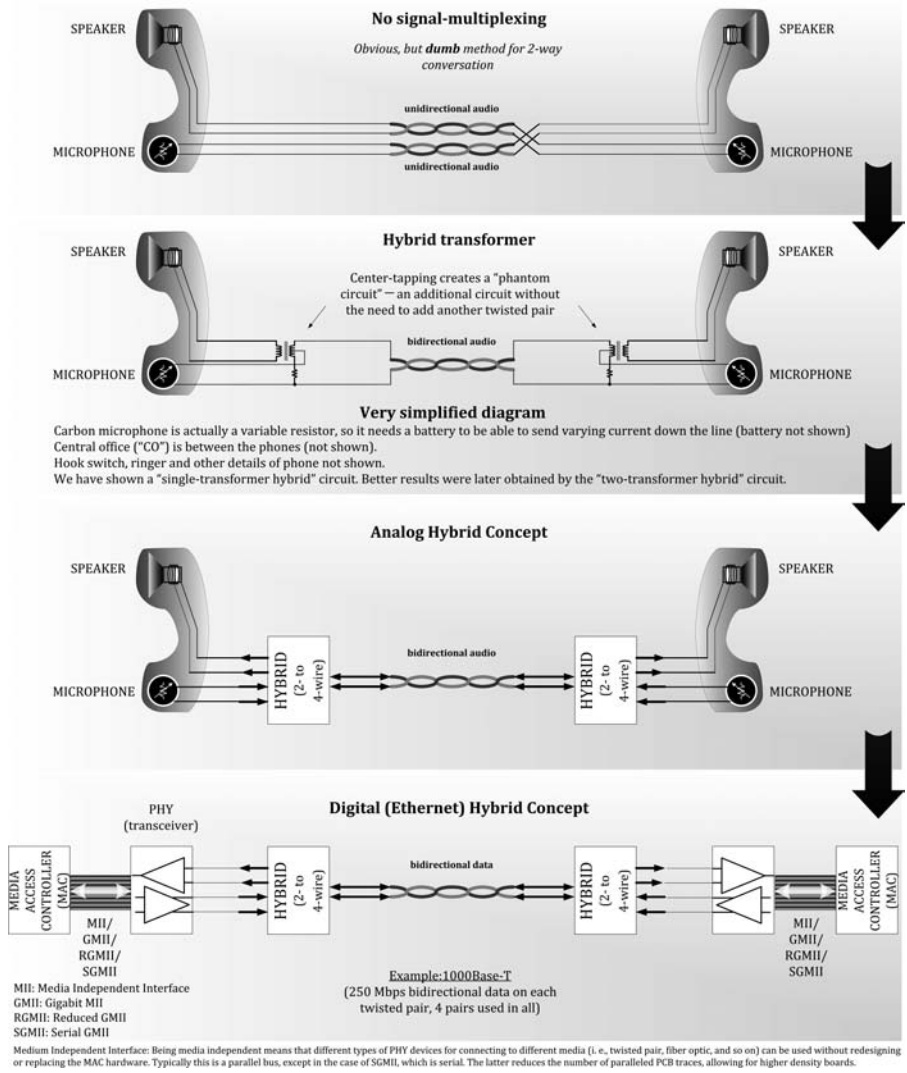 No signal-multiplexing
SPEAKER
SPEAKER
Obvious, but dumb method for 2-way
conversation
unidirectional audio
MICROPHONE
MICROPHONE
unidirectional audio
Hybrid transformer
SPEAKER
SPEAKER
Center-tapping creates a “phantom
circuit” — an additional circuit without
the need to add another twisted pair
bidirectional audio
MICROPHONE
MICROPHONE
Very simplified diagram
Carbon microphone is actually a variable resistor, so it needs a battery to be able to send varying current down the line (battery not shown)
Central office (“CO”) is between the phones (not shown).
Hook switch, ringer and other details of phone not shown.
We have shown a “single-transformer hybrid” circuit. Better results were later obtained by the “two-transformer hybrid” circuit.
Analog Hybrid Concept
SPEAKER
SPEAKER
bidirectional audio
HYBRID
(2- to
4-wire)
HYBRID
(2- to
4-wire)
MICROPHONE
MICROPHONE
Digital (Ethernet) Hybrid Concept
PHY
(transceiver)
MEDIA
ACCESS
CONTROLLER
(MAC)
HYBRID
(2- to
4-wire)
bidirectional data
HYBRID
(2- to
4-wire)
MEDIA
ACCESS
CONTROLLER
(MAC)
MII/
GMII/
RGMII/
SGMII
MII/
GMII/
RGMII/
SGMII
Example:1000Base-T
(250 Mbps bidirectional data on each
twisted pair, 4 pairs used in all)
MII: Media Independent Interface
GMII: Gigabit MII
RGMII: Reduced GMII
SGMII: Serial GMII
Medium Independent Interface: Being media independent means that different types of PHY devices for connecting to different media (i. e., twisted pair, fiber optic, and so on) can be used without redesigning
or replacing the MAC hardware. Typically this is a parallel bus, except in the case of SGMII, which is serial. The latter reduces the number of paralleled PCB traces, allowing for higher density boards.